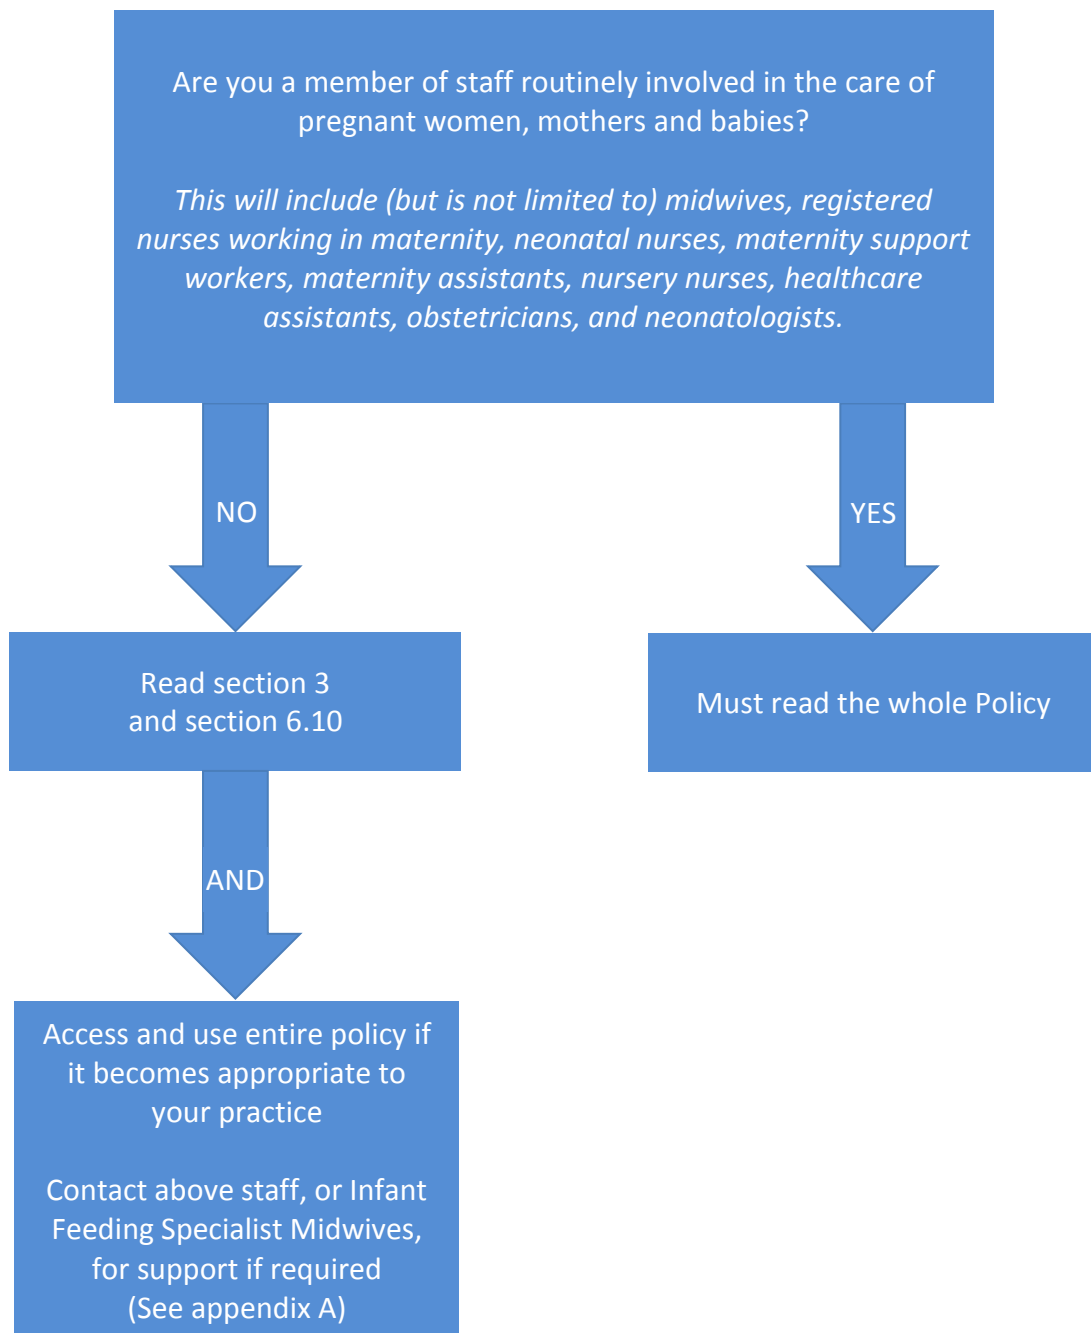 Are you a member of staff routinely involved in the care of
pregnant women, mothers and babies?
This will include (but is not limited to) midwives, registered
nurses working in maternity, neonatal nurses, maternity support
workers, maternity assistants, nursery nurses, healthcare
assistants, obstetricians, and neonatologists.
NO
YES
Read section 3
and section 6.10
Must read the whole Policy
AND
Access and use entire policy if
it becomes appropriate to
your practice
Contact above staff, or Infant
Feeding Specialist Midwives,
for support if required
(See appendix A)